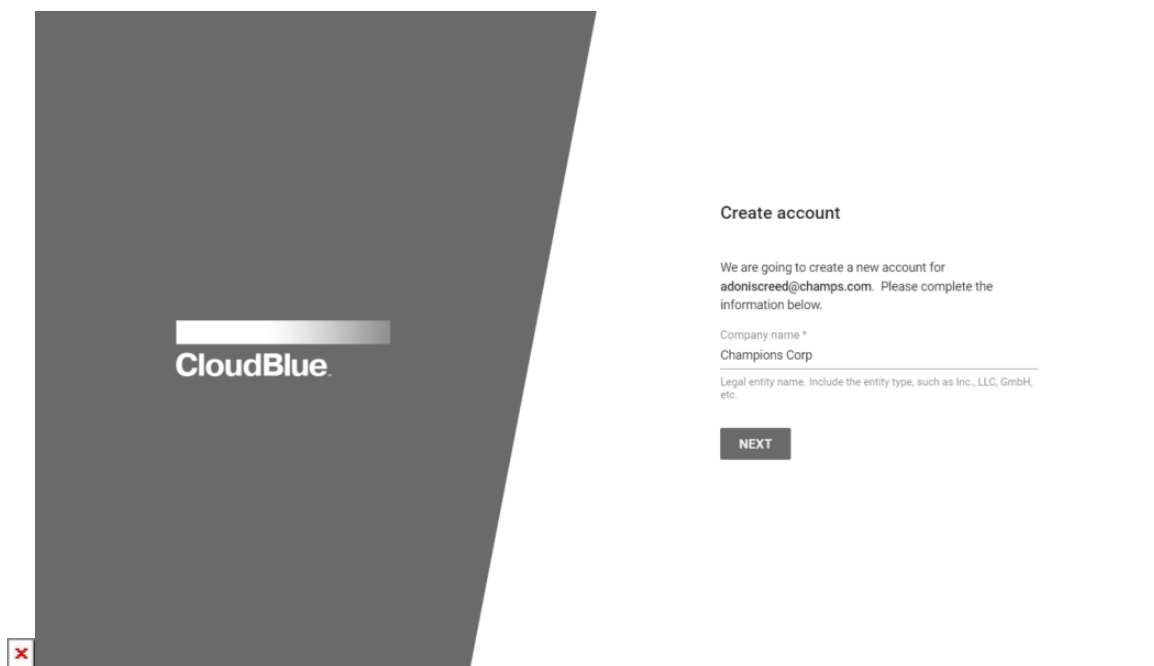 CloudBlue
Create account
We are going to create a new account for
adoniscreed@champs.com. Please complete the
information below.
Company name *
Champions Corp
Legal entity name. Include the entity type, such as Inc., LLC, GmbH,
etc.
NEXT